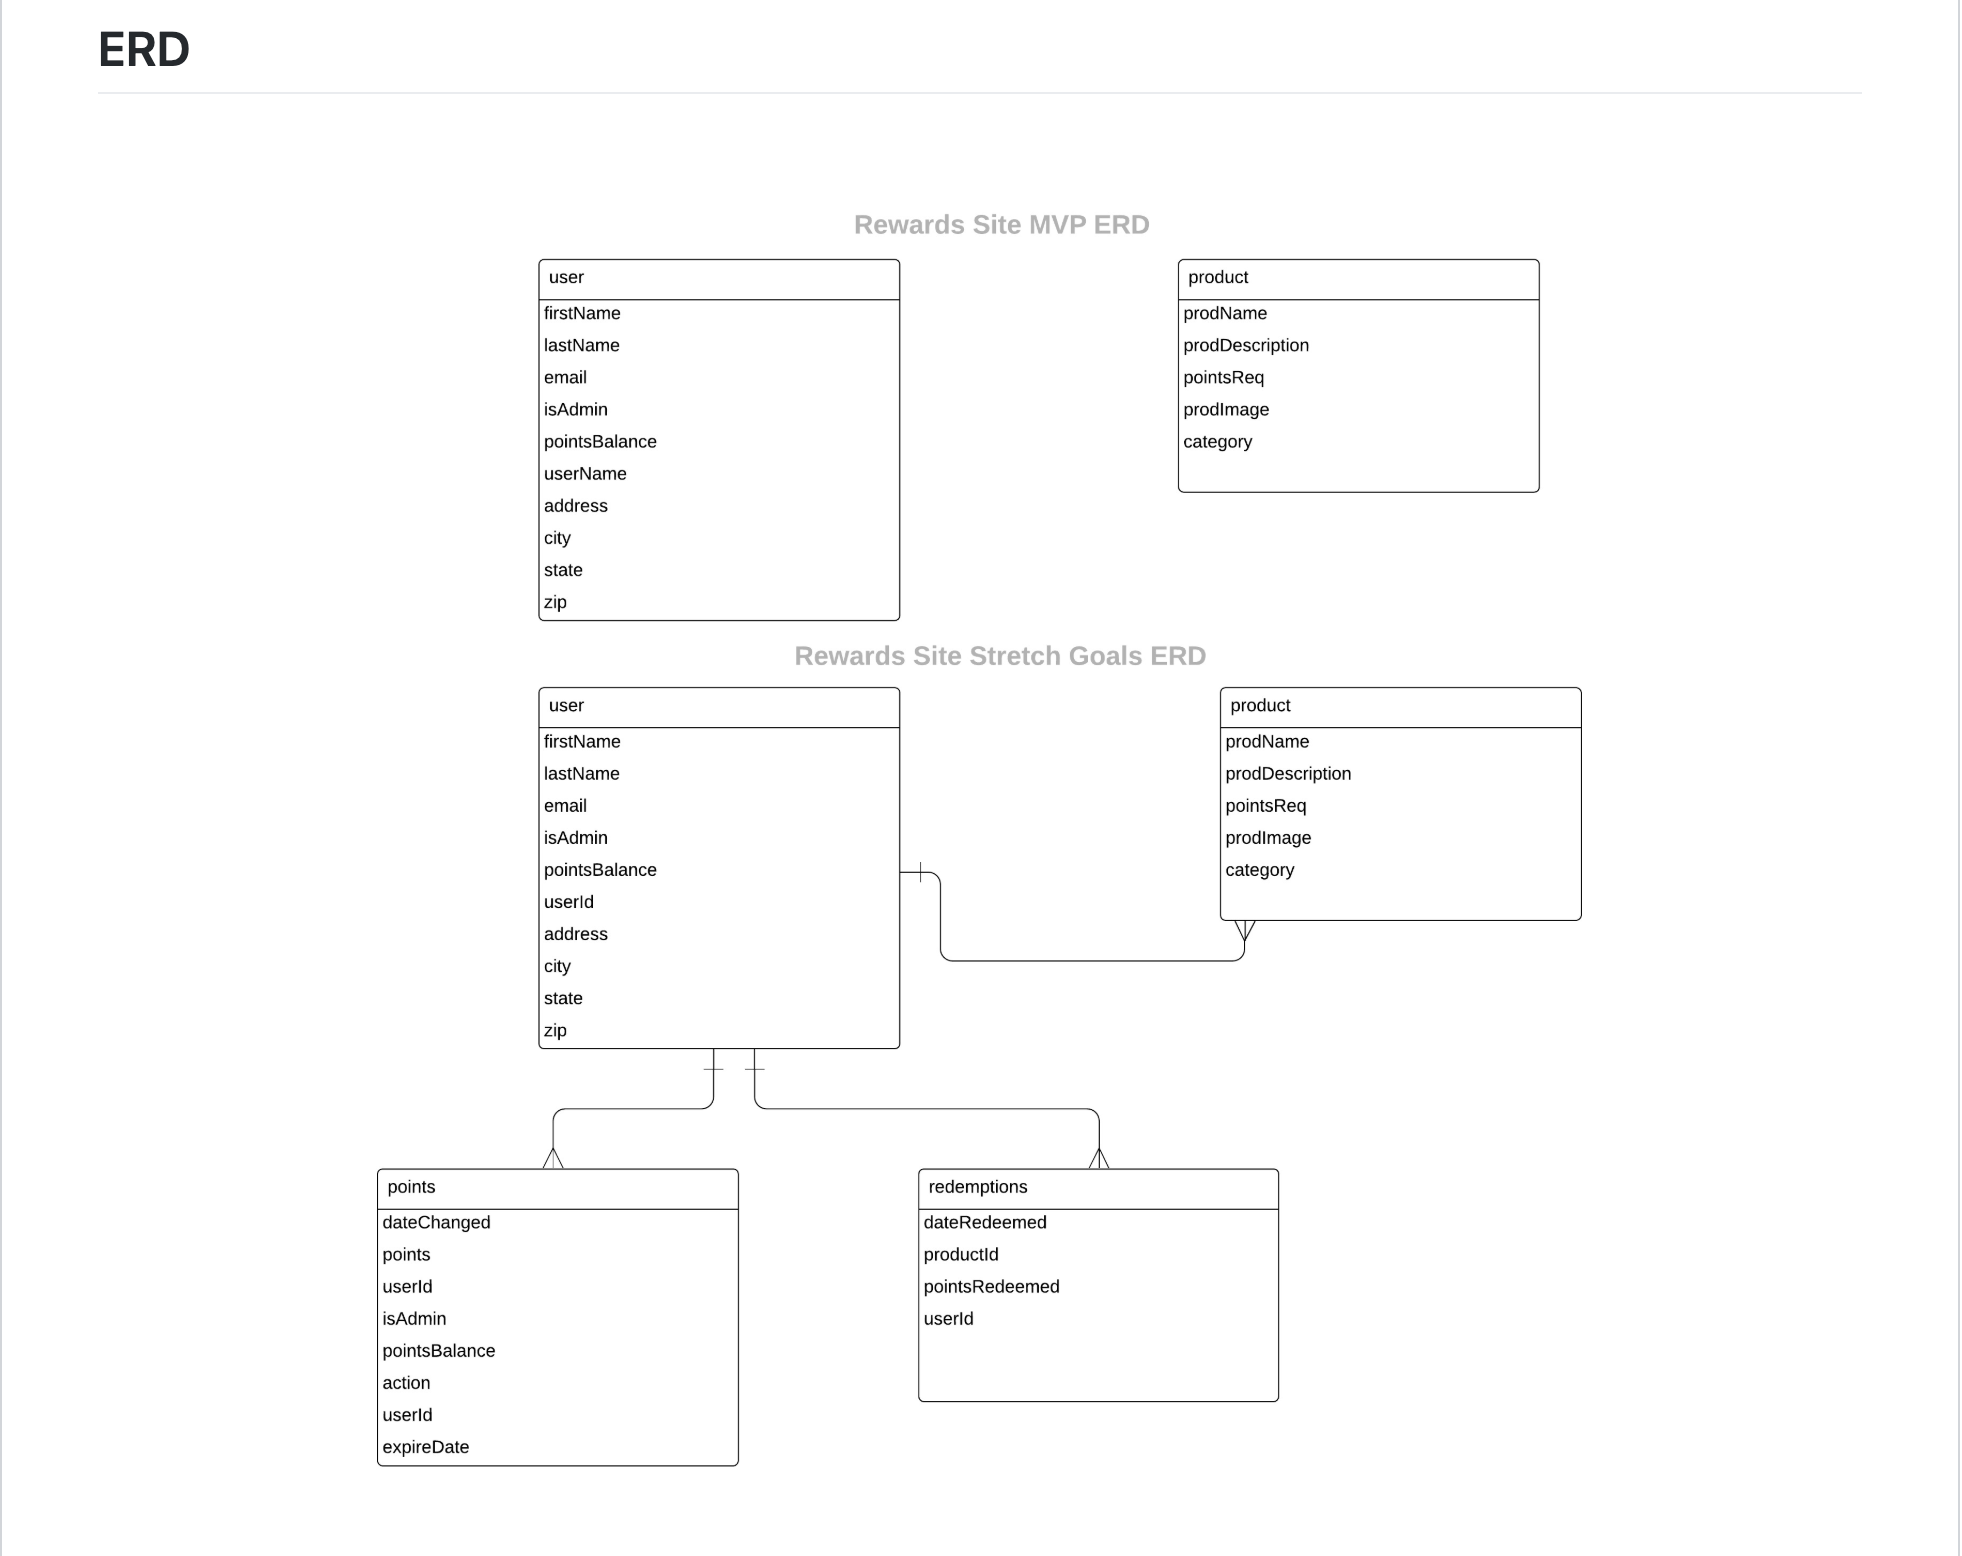 ERD
Rewards Site MVP ERD
user
firstName
lastName
email
isAdmin
pointsBalance
userName
address
city
state
zip
product
prodName
prodDescription
pointsReq
prodImage
category
Rewards Site Stretch Goals ERD
user
firstName
lastName
email
isAdmin
pointsBalance
userId
address
city
state
zip
product
prodName
prodDescription
pointsReq
prodImage
category
points
dateChanged
points
userId
isAdmin
pointsBalance
action
userId
expireDate
redemptions
dateRedeemed
productId
pointsRedeemed
userId